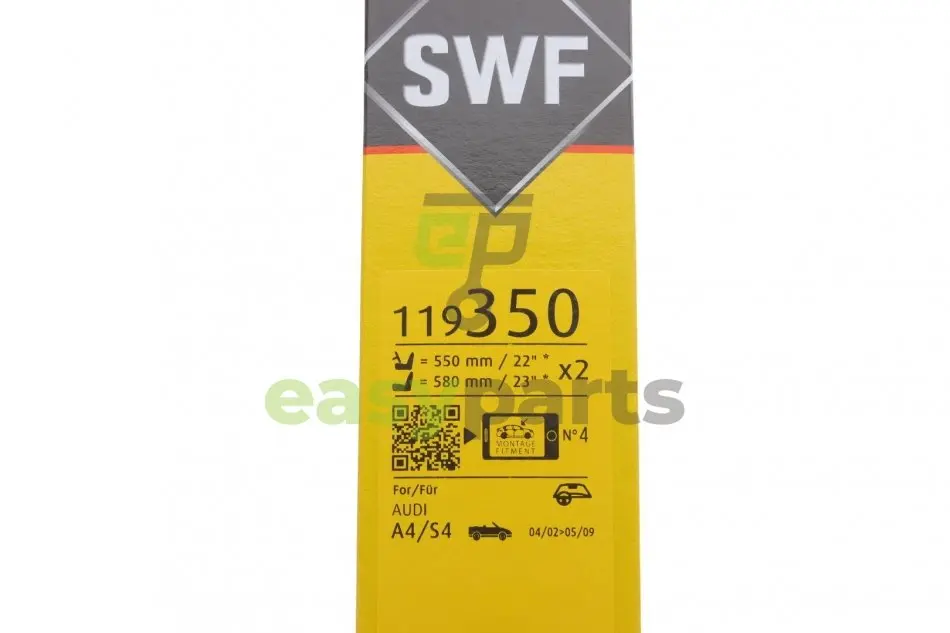 SWF
ep
119350
= 550 mm / 22" *
= 580 mm / 23" *
x2
easyparts
MONTAGE
FITMENT
N°4
For/Für
AUDI
A4/S4
04/02>05/09